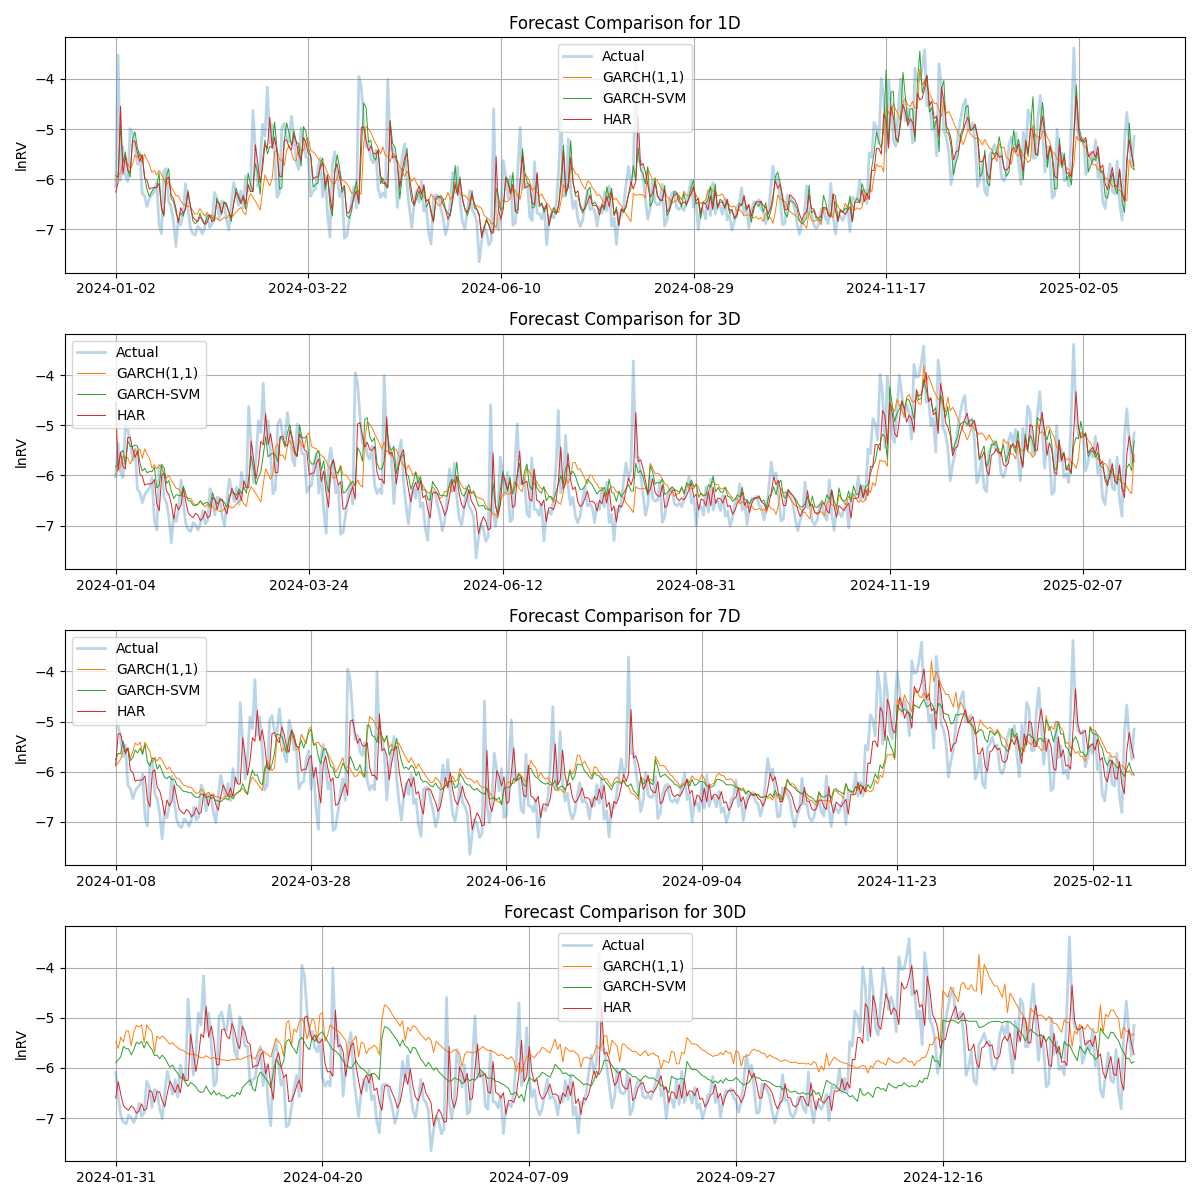 Forecast Comparison for 1D
Actual
GARCH(1,1)
GARCH-SVM
HAR
lnRV
−4
−5
−6
−7
2024-01-02
2024-03-22
2024-06-10
2024-08-29
2024-11-17
2025-02-05
Forecast Comparison for 3D
Actual
GARCH(1,1)
GARCH-SVM
HAR
lnRV
−4
−5
−6
−7
2024-01-04
2024-03-24
2024-06-12
2024-08-31
2024-11-19
2025-02-07
Forecast Comparison for 7D
Actual
GARCH(1,1)
GARCH-SVM
HAR
lnRV
−4
−5
−6
−7
2024-01-08
2024-03-28
2024-06-16
2024-09-04
2024-11-23
2025-02-11
Forecast Comparison for 30D
Actual
GARCH(1,1)
GARCH-SVM
HAR
lnRV
−4
−5
−6
−7
2024-01-31
2024-04-20
2024-07-09
2024-09-27
2024-12-16